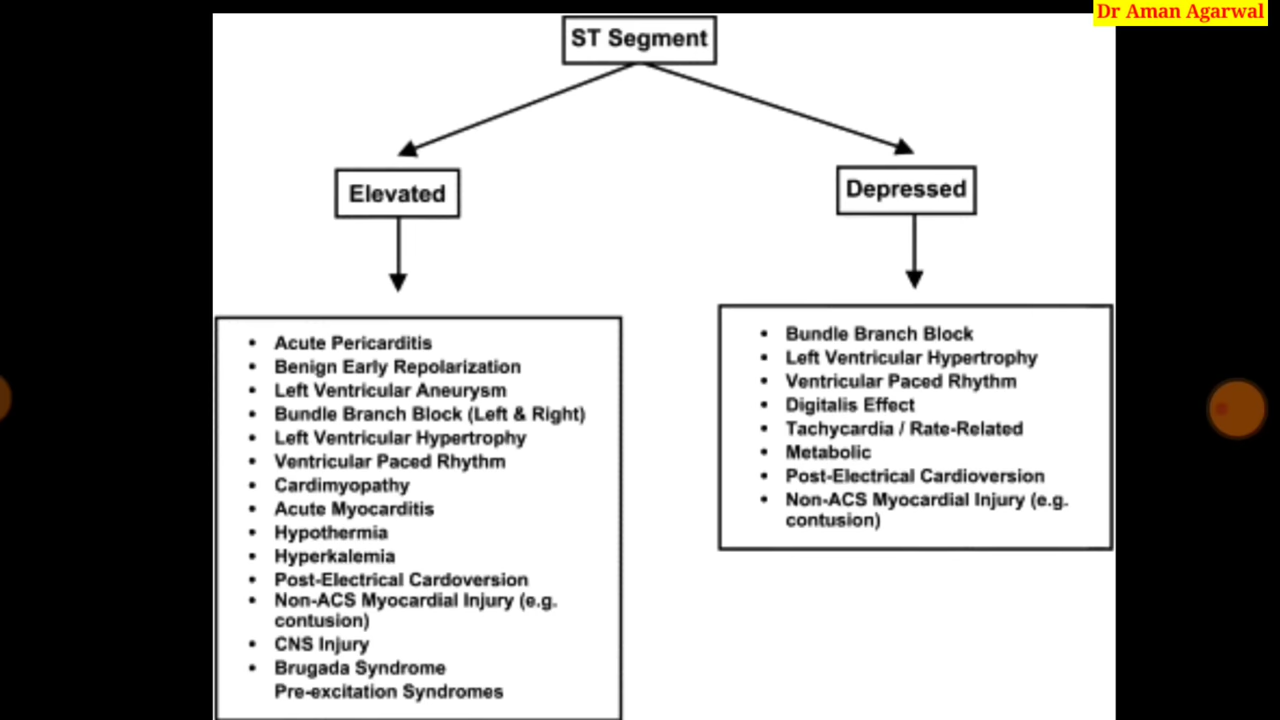 Dr Aman Agarwal
ST Segment
Elevated
Depressed
• Acute Pericarditis
• Benign Early Repolarization
• Left Ventricular Aneurysm
• Bundle Branch Block (Left & Right)
• Left Ventricular Hypertrophy
• Ventricular Paced Rhythm
• Cardimyopathy
• Acute Myocarditis
• Hypothermia
• Hyperkalemia
• Post-Electrical Cardoversion
• Non-ACS Myocardial Injury (e.g.
contusion)
• CNS Injury
• Brugada Syndrome
Pre-excitation Syndromes
• Bundle Branch Block
• Left Ventricular Hypertrophy
• Ventricular Paced Rhythm
• Digitalis Effect
• Tachycardia / Rate-Related
• Metabolic
• Post-Electrical Cardioversion
• Non-ACS Myocardial Injury (e.g.
contusion)